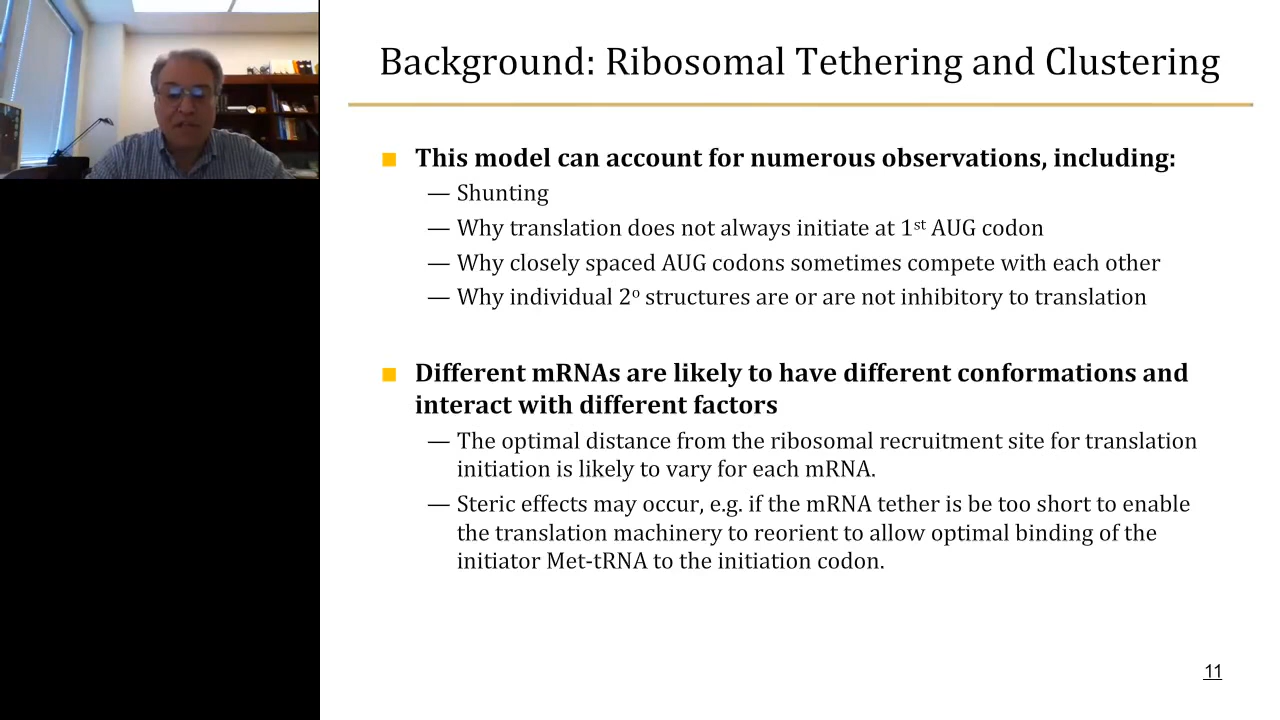 Background: Ribosomal Tethering and Clustering
■ This model can account for numerous observations, including:
— Shunting
— Why translation does not always initiate at 1st AUG codon
— Why closely spaced AUG codons sometimes compete with each other
— Why individual 2º structures are or are not inhibitory to translation
■ Different mRNAs are likely to have different conformations and
interact with different factors
— The optimal distance from the ribosomal recruitment site for translation
initiation is likely to vary for each mRNA.
— Steric effects may occur, e.g. if the mRNA tether is be too short to enable
the translation machinery to reorient to allow optimal binding of the
initiator Met-tRNA to the initiation codon.
11